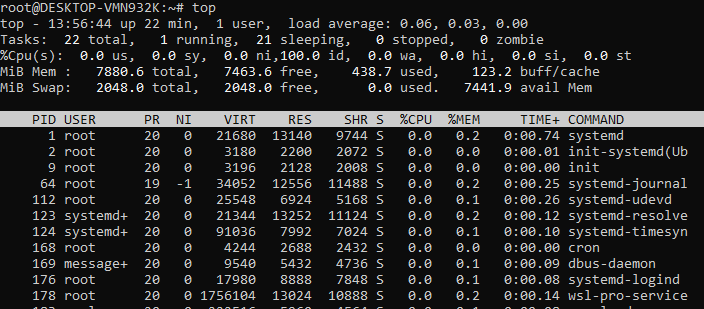 root@DESKTOP-VMN932K:~# top
top - 13:56:44 up 22 min,  1 user,  load average: 0.06, 0.03, 0.00
Tasks:  22 total,   1 running,  21 sleeping,   0 stopped,   0 zombie
%Cpu(s):  0.0 us,  0.0 sy,  0.0 ni,100.0 id,  0.0 wa,  0.0 hi,  0.0 si,  0.0 st
MiB Mem :   7880.6 total,   7463.6 free,    438.7 used,    123.2 buff/cache
MiB Swap:   2048.0 total,   2048.0 free,      0.0 used.   7441.9 avail Mem
PID USER      PR  NI    VIRT    RES    SHR S  %CPU  %MEM     TIME+ COMMAND
1 root      20   0   21680  13140   9744 S   0.0   0.2   0:00.74 systemd
2 root      20   0    3180   2200   2072 S   0.0   0.0   0:00.01 init-systemd(Ub
9 root      20   0    3196   2128   2008 S   0.0   0.0   0:00.00 init
64 root      19  -1   34052  12556  11488 S   0.0   0.2   0:00.25 systemd-journal
112 root      20   0   25548   6924   5168 S   0.0   0.1   0:00.26 systemd-udevd
123 systemd+  20   0   21344  13252  11124 S   0.0   0.2   0:00.12 systemd-resolve
124 systemd+  20   0   91036   7992   7024 S   0.0   0.1   0:00.10 systemd-timesyn
168 root      20   0    4244   2688   2432 S   0.0   0.0   0:00.00 cron
169 message+  20   0    9540   5432   4736 S   0.0   0.1   0:00.09 dbus-daemon
176 root      20   0   17980   8888   7848 S   0.0   0.1   0:00.08 systemd-logind
178 root      20   0 1756104  13024  10888 S   0.0   0.2   0:00.14 wsl-pro-service